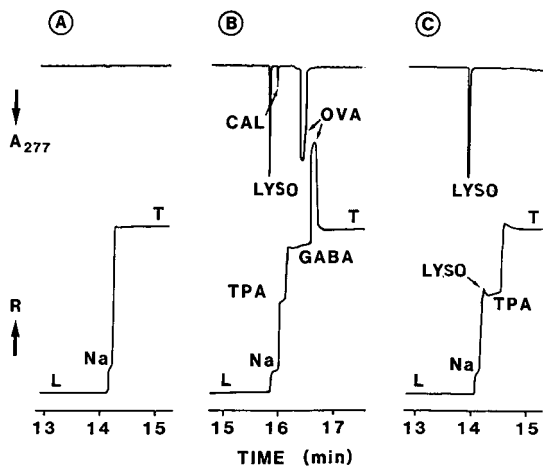 A B C
A277
CAL OVA
LYSO LYSO
T T T
LYSO
GABA
TPA TPA
R
Na Na Na
L L L
13 14 15 15 16 17 13 14 15
TIME (min)